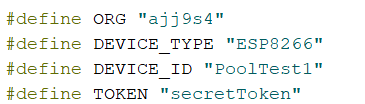 #define ORG "ajj9s4"
#define DEVICE_TYPE "ESP8266"
#define DEVICE_ID "PoolTest1"
#define TOKEN "secretToken"